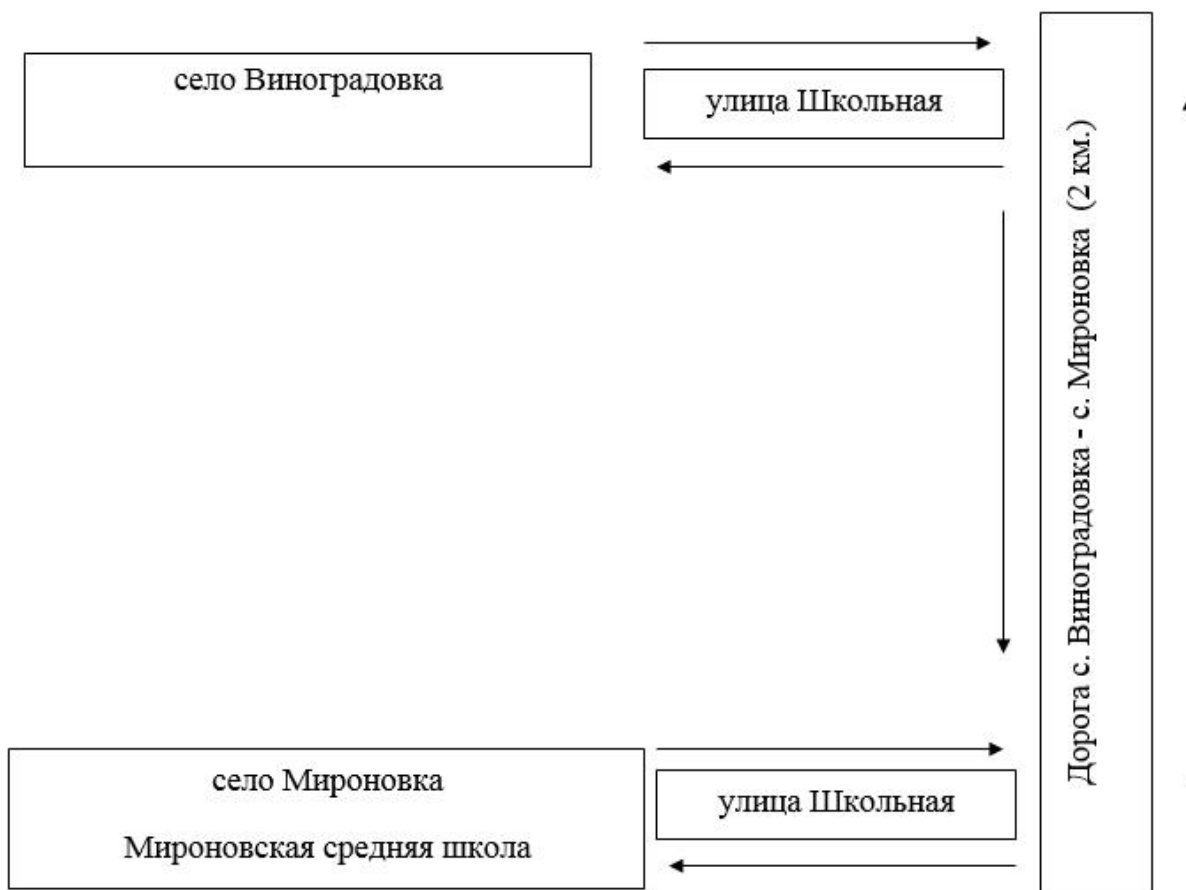 село Виноградовка
улица Школьная
Дорога с. Виноградовка - с. Мироновка (2 км.)
село Мироновка
Мироновская средняя школа
улица Школьная